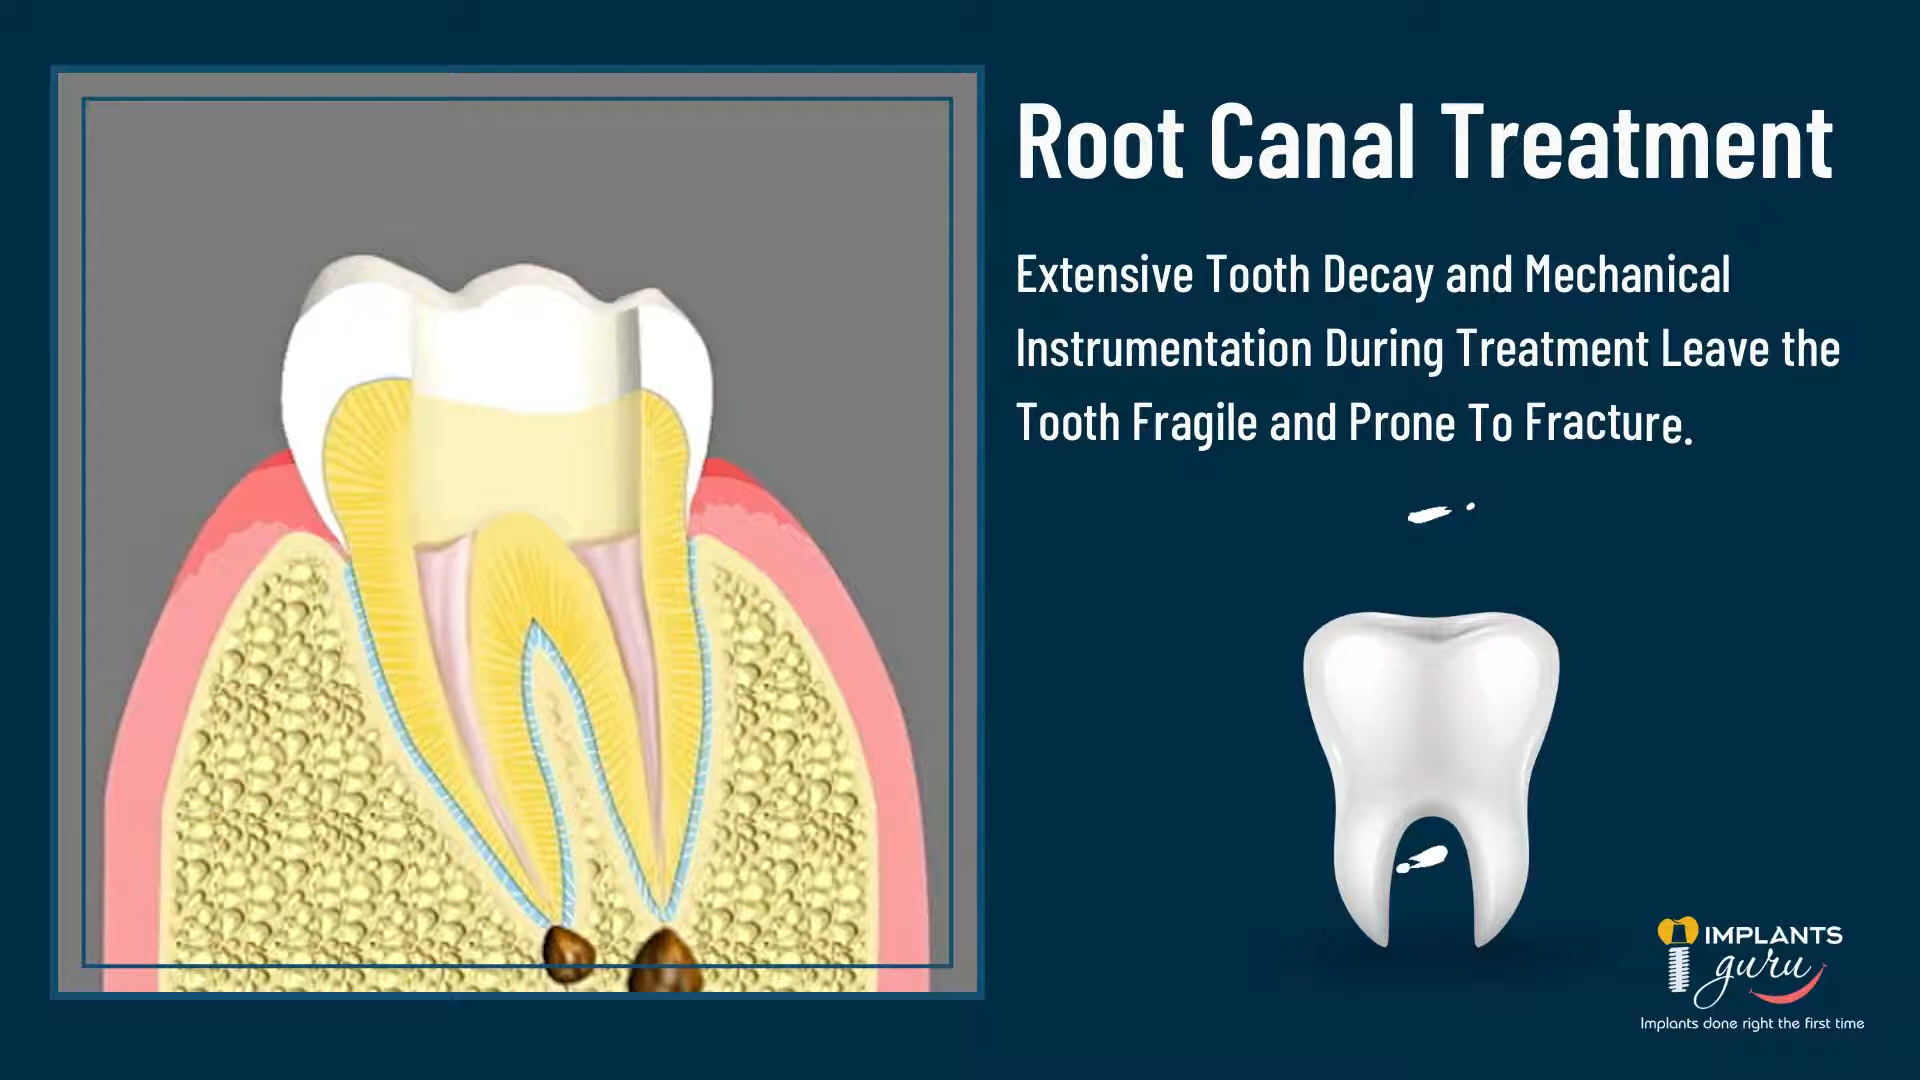 Root Canal Treatment
Extensive Tooth Decay and Mechanical
Instrumentation During Treatment Leave the
Tooth Fragile and Prone To Fracture.
IMPLANTS
guru
Implants done right the first time